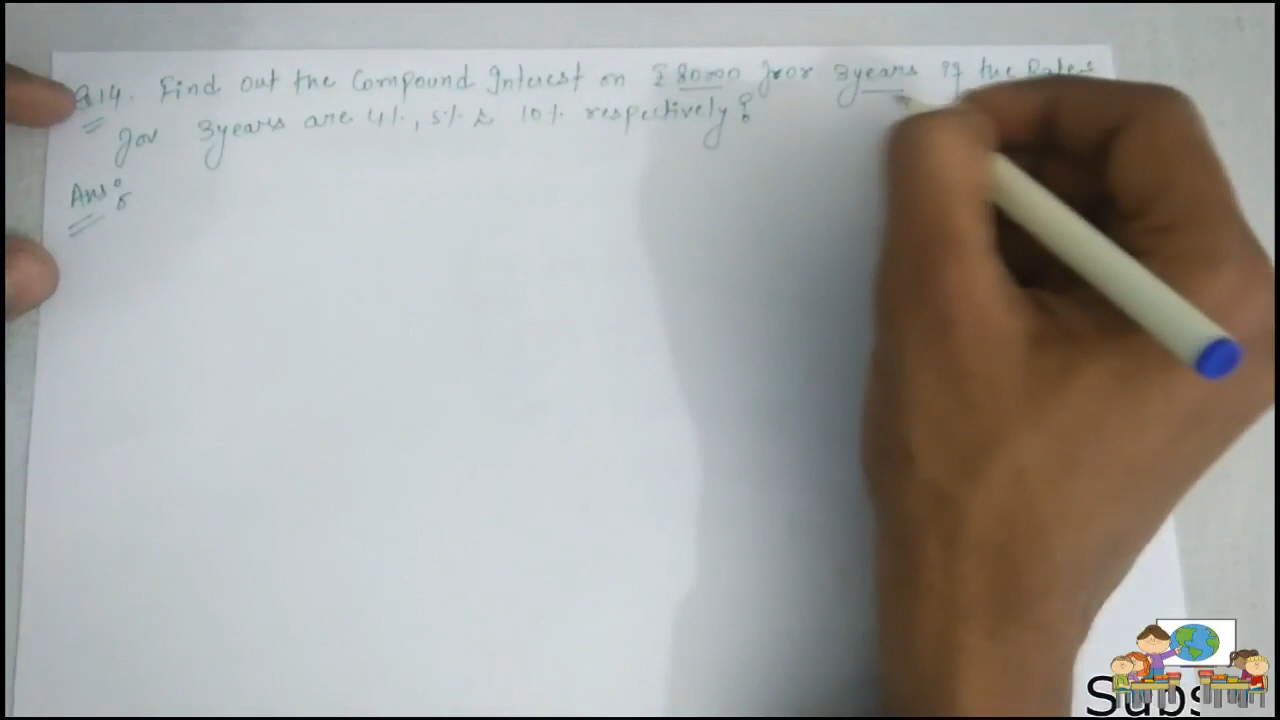 Q14. Find out the Compound Interest on ₹ 80000 for 3years if the Rates
for 3years are 4%, 5% & 10% respectively?
Ans:
Subs